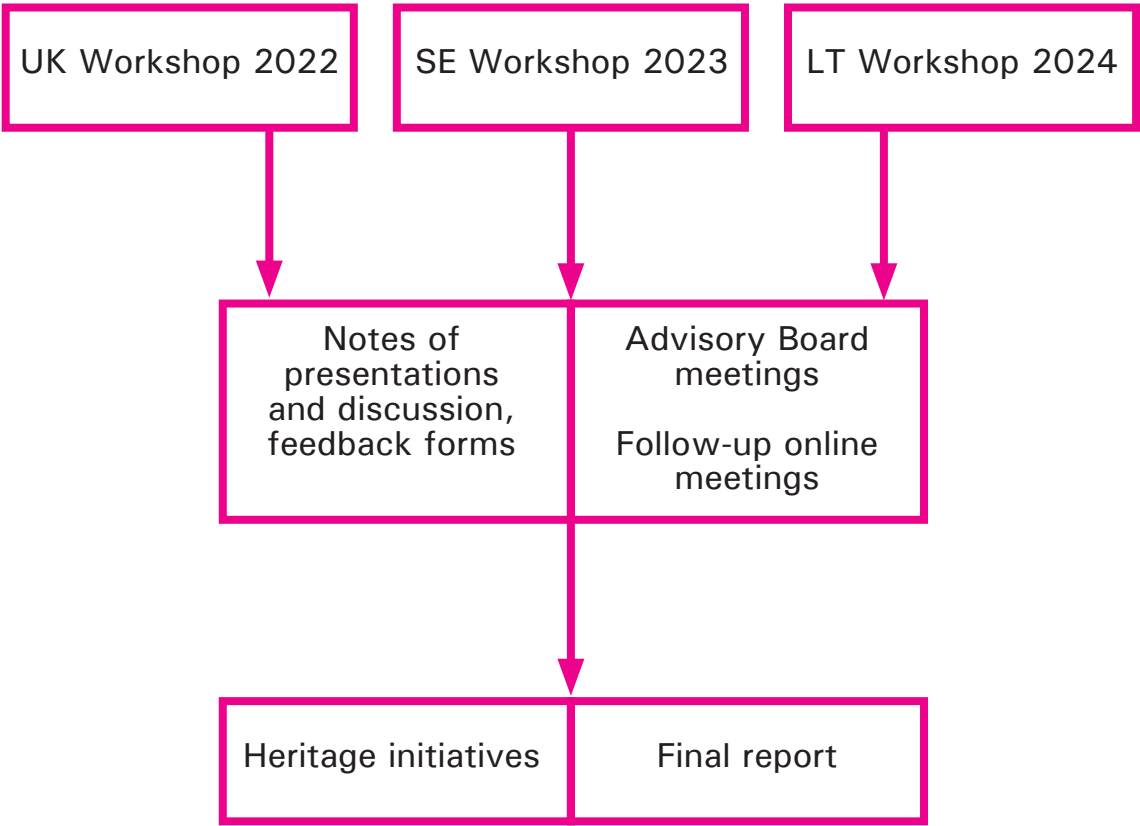 UK Workshop 2022
SE Workshop 2023
LT Workshop 2024
Notes of
presentations
and discussion,
feedback forms
Advisory Board
meetings
Follow-up online
meetings
Heritage initiatives
Final report